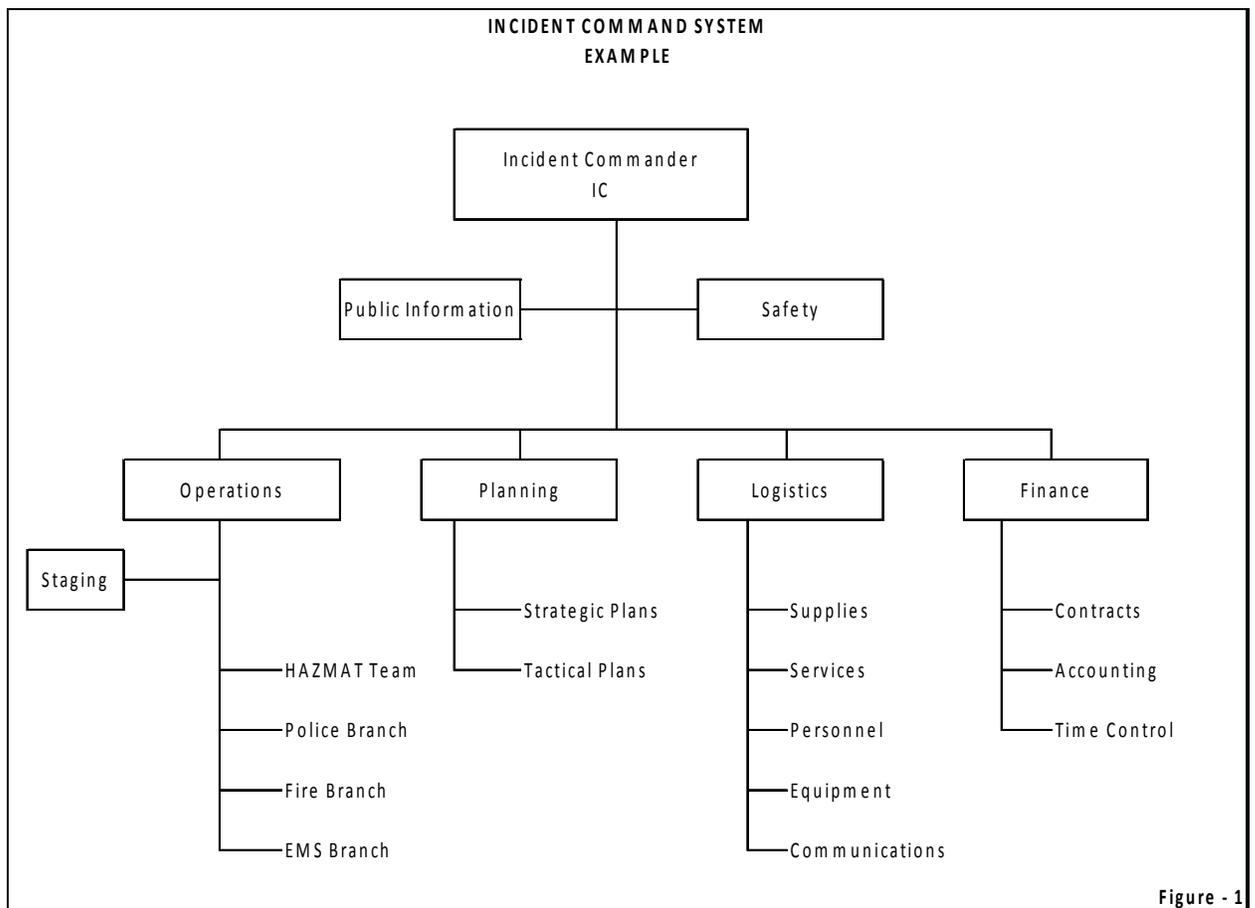 INCIDENT COMMAND SYSTEM
EXAMPLE
Incident Commander
IC
Public Information
Safety
Operations
Planning
Logistics
Finance
Staging
Strategic Plans
Supplies
Contracts
HAZMAT Team
Tactical Plans
Services
Accounting
Police Branch
Personnel
Time Control
Fire Branch
Equipment
EMS Branch
Communications
Figure - 1